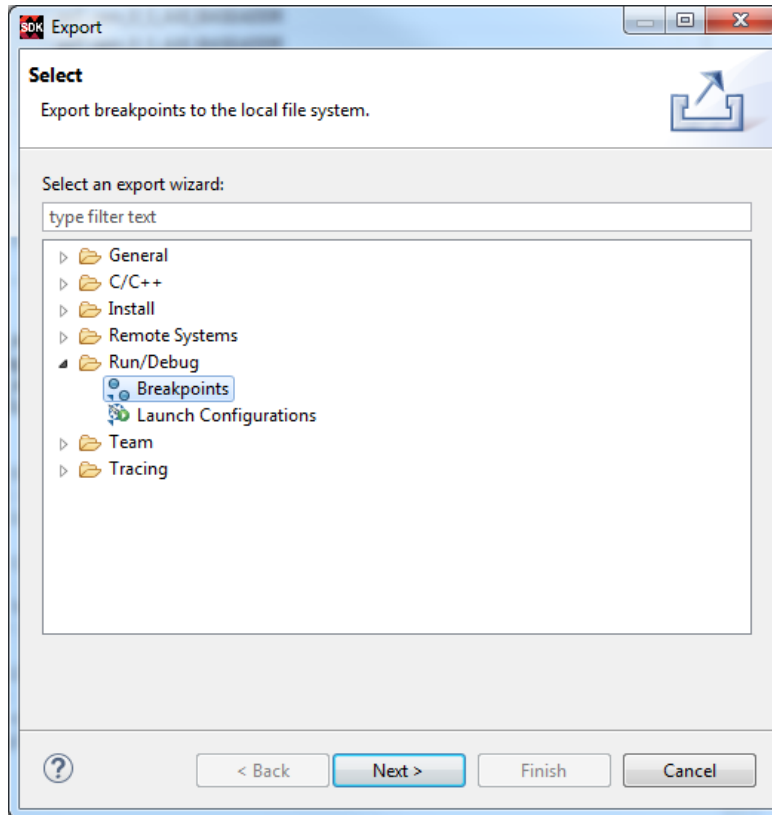 SDK Export
Select
Export breakpoints to the local file system.
Select an export wizard:
type filter text
General
C/C++
Install
Remote Systems
Run/Debug
Breakpoints
Launch Configurations
Team
Tracing
? < Back Next > Finish Cancel